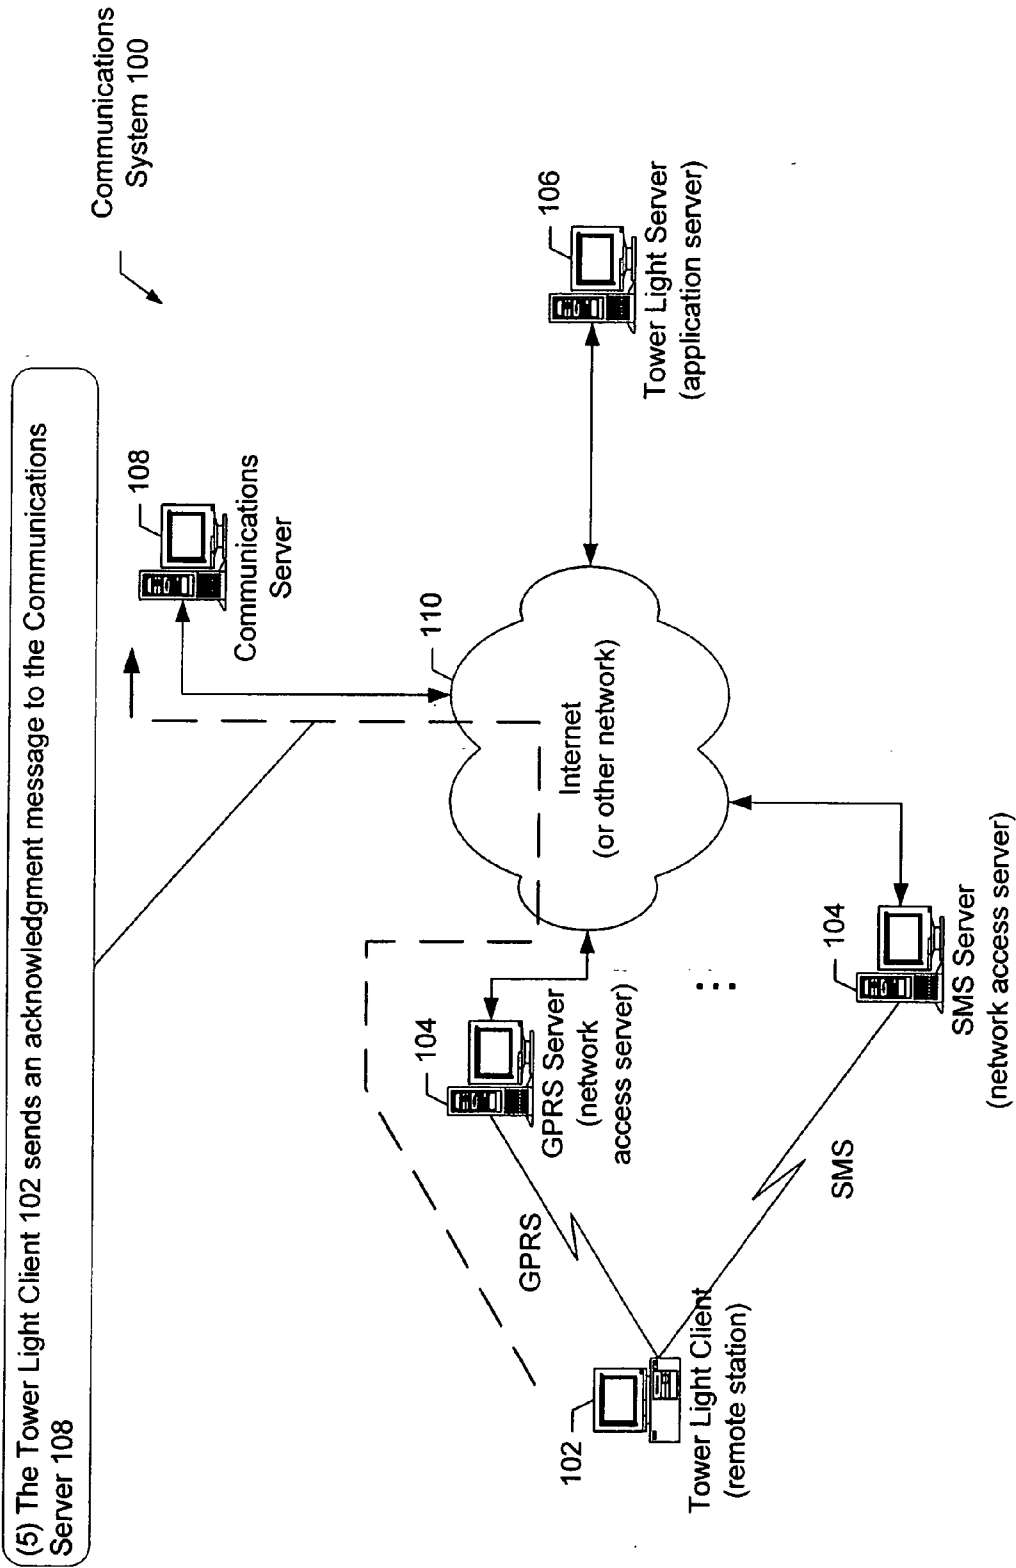 (5) The Tower Light Client 102 sends an acknowledgment message to the Communications
Server 108
Communications
System 100
108
Communications
Server
106
Tower Light Server
(application server)
110
Internet
(or other network)
104
GPRS Server
(network
access server)
...
GPRS
104
SMS Server
(network access server)
SMS
102
Tower Light Client
(remote station)